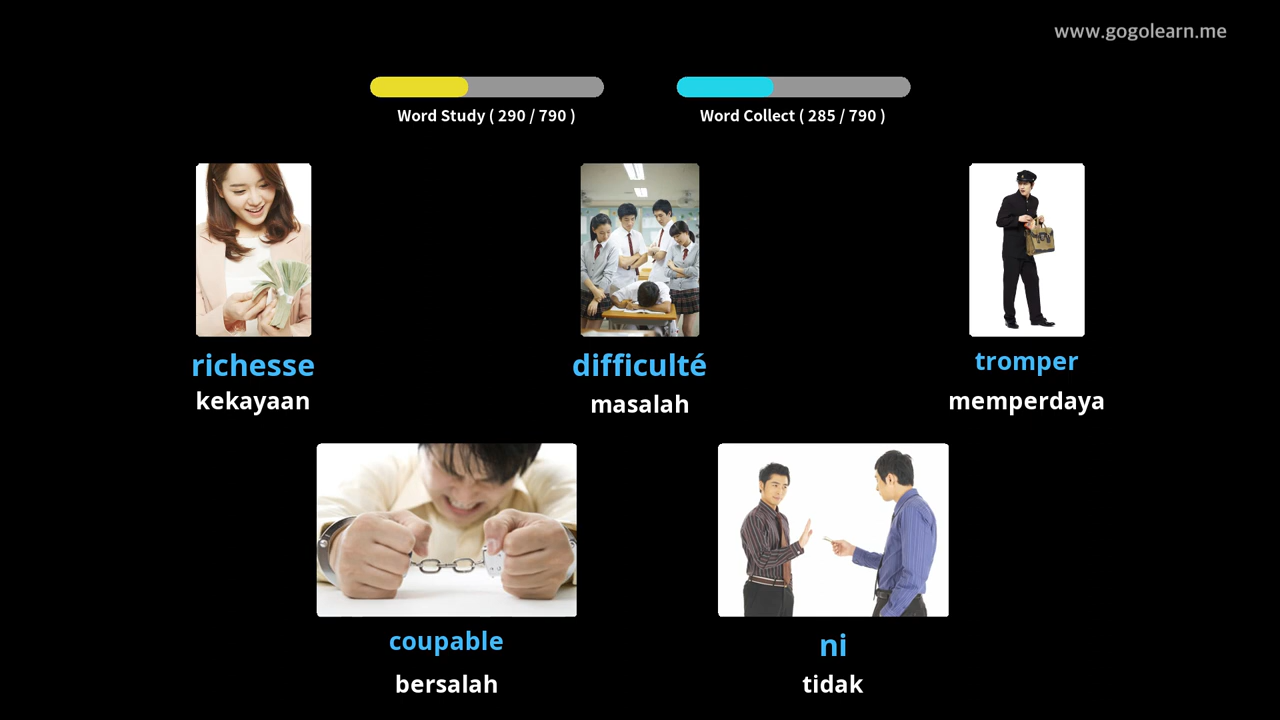 www.gogolearn.me
Word Study ( 290 / 790 )
Word Collect ( 285 / 790 )
richesse
kekayaan
difficulté
masalah
tromper
memperdaya
coupable
bersalah
ni
tidak